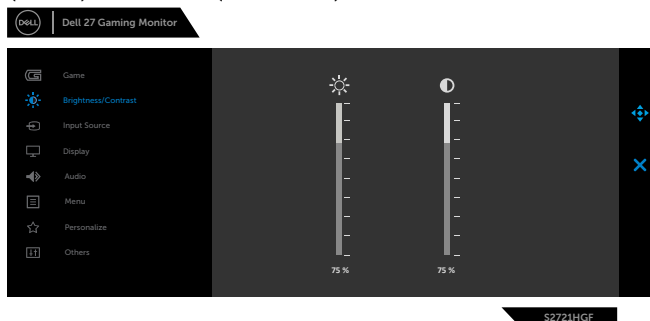 DELL
Dell 27 Gaming Monitor
Game
Brightness/Contrast
Input Source
Display
Audio
Menu
Personalize
Others
75 %
75 %
S2721HGF